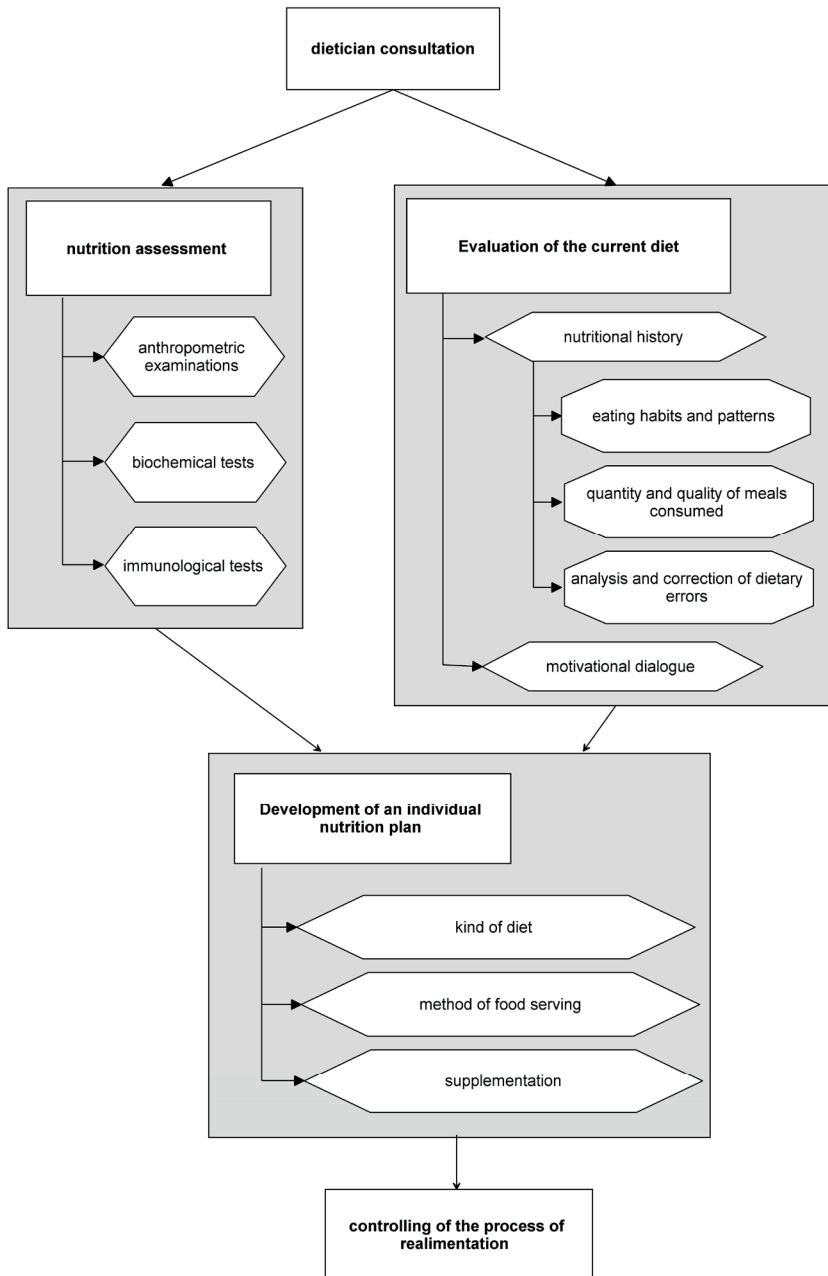 dietician consultation
nutrition assessment
anthropometric
examinations
biochemical tests
immunological tests
Evaluation of the current diet
nutritional history
eating habits and patterns
quantity and quality of meals
consumed
analysis and correction of dietary
errors
motivational dialogue
Development of an individual
nutrition plan
kind of diet
method of food serving
supplementation
controlling of the process of
realimentation